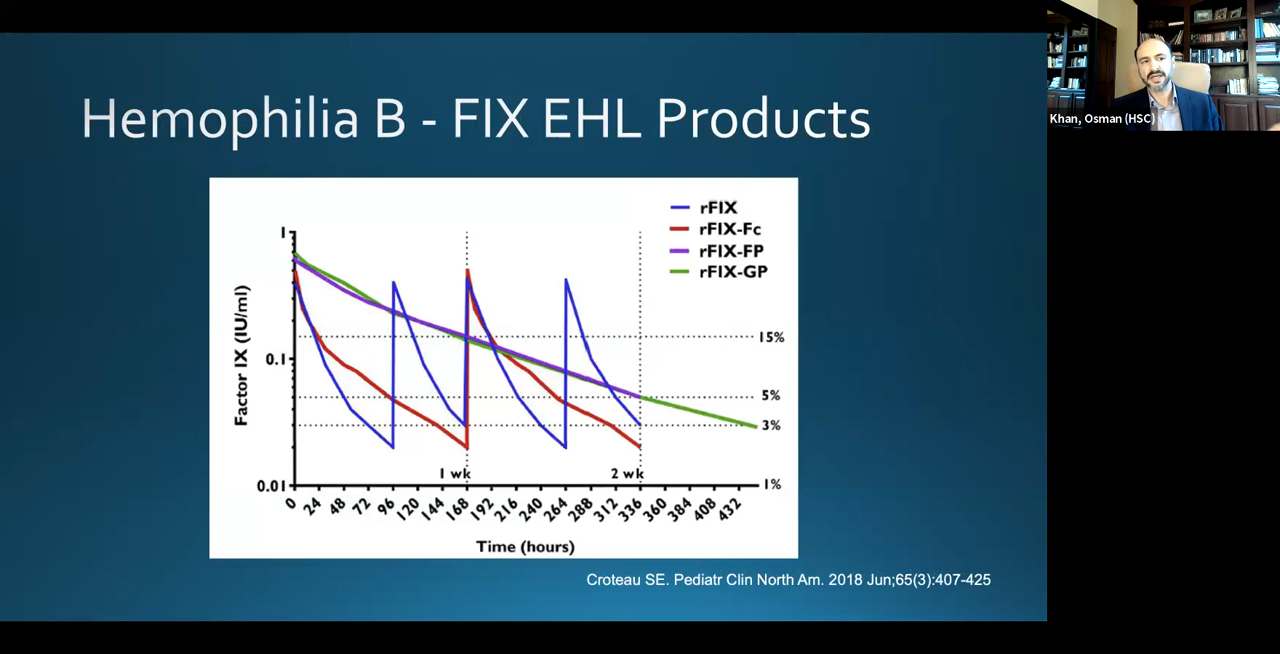 Hemophilia B - FIX EHL Products
Khan, Osman (HSC)
rFIX
rFIX-Fc
rFIX-FP
rFIX-GP
Factor IX (IU/ml)
1
0.1
0.01
15%
5%
3%
1%
1 wk
2 wk
0 24 48 72 96 120 144 168 192 216 240 264 288 312 336 360 384 408 432
Time (hours)
Croteau SE. Pediatr Clin North Am. 2018 Jun;65(3):407-425